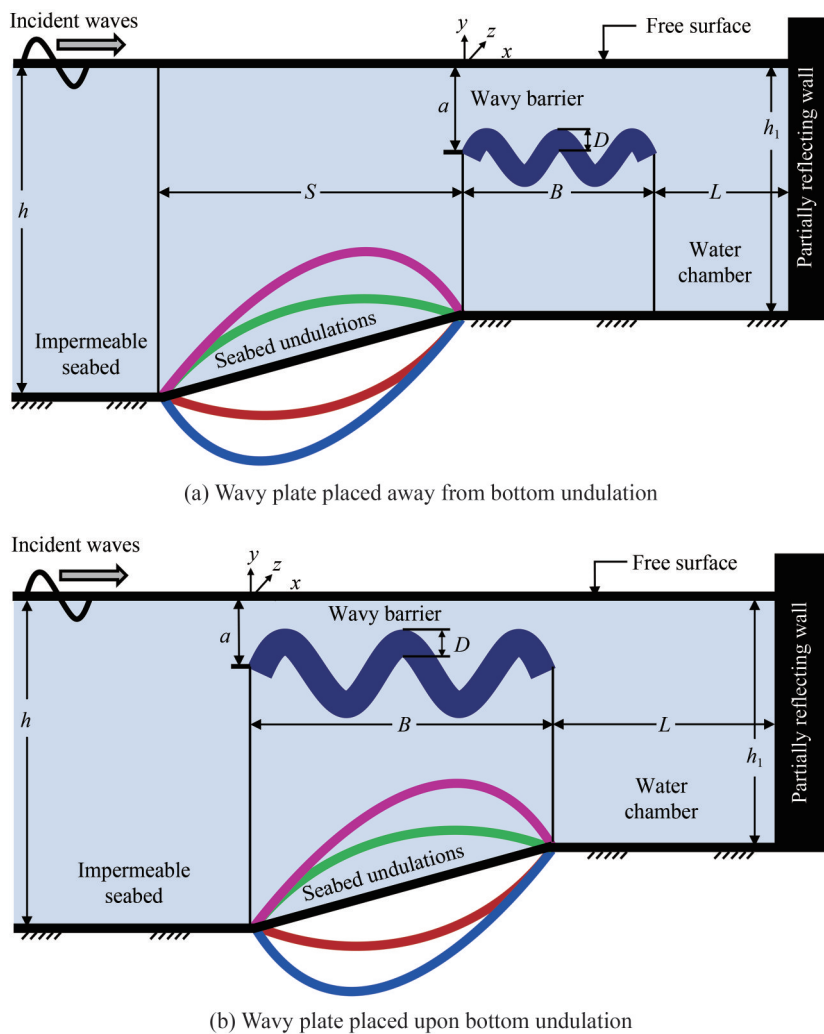 Incident waves
y
z
x
Free surface
a
Wavy barrier
D
h₁
h
S
B
L
Partially reflecting wall
Water
chamber
Impermeable
seabed
Seabed undulations
(a) Wavy plate placed away from bottom undulation
Incident waves
y
z
x
Free surface
a
Wavy barrier
D
h
B
L
h₁
Partially reflecting wall
Water
chamber
Impermeable
seabed
Seabed undulations
(b) Wavy plate placed upon bottom undulation